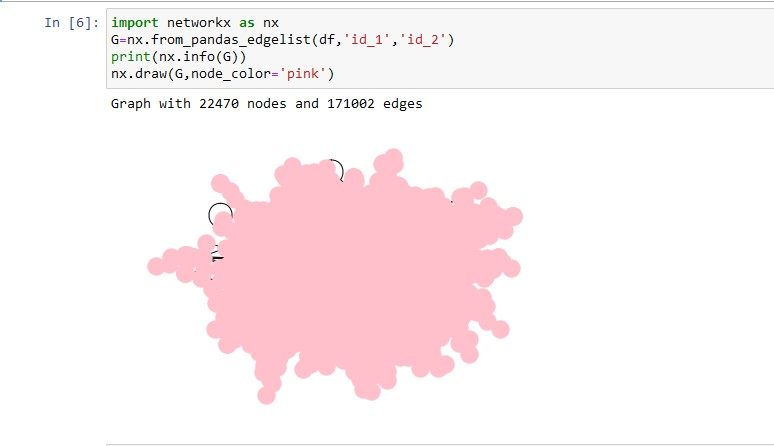 In [6]: import networkx as nx
G=nx.from_pandas_edgelist(df,'id_1','id_2')
print(nx.info(G))
nx.draw(G,node_color='pink')
Graph with 22470 nodes and 171002 edges